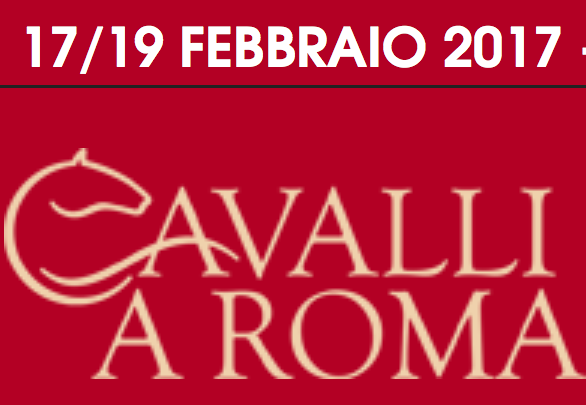 17/19 FEBBRAIO 2017 -
CAVALLI
A ROMA